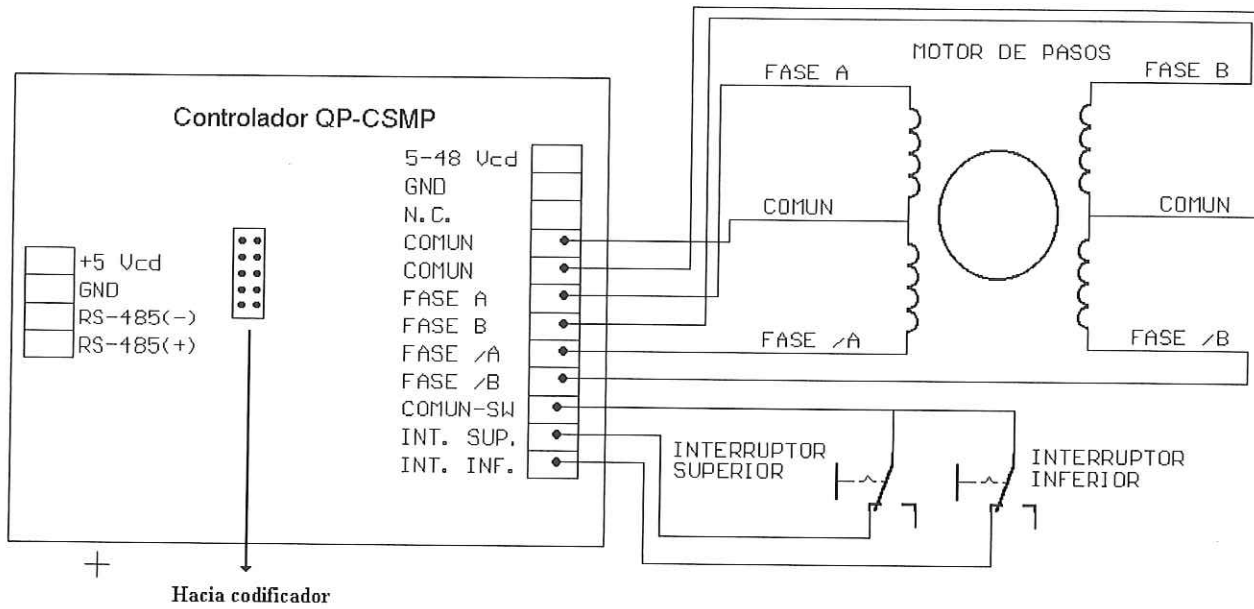 Controlador QP-CSMP
+5 Vcd
GND
RS-485(-)
RS-485(+)
5-48 Vcd
GND
N.C.
COMUN
COMUN
FASE A
FASE B
FASE /A
FASE /B
COMUN-SW
INT. SUP.
INT. INF.
Hacia codificador
MOTOR DE PASOS
FASE A
FASE B
COMUN
COMUN
FASE /A
FASE /B
INTERRUPTOR
SUPERIOR
INTERRUPTOR
INFERIOR